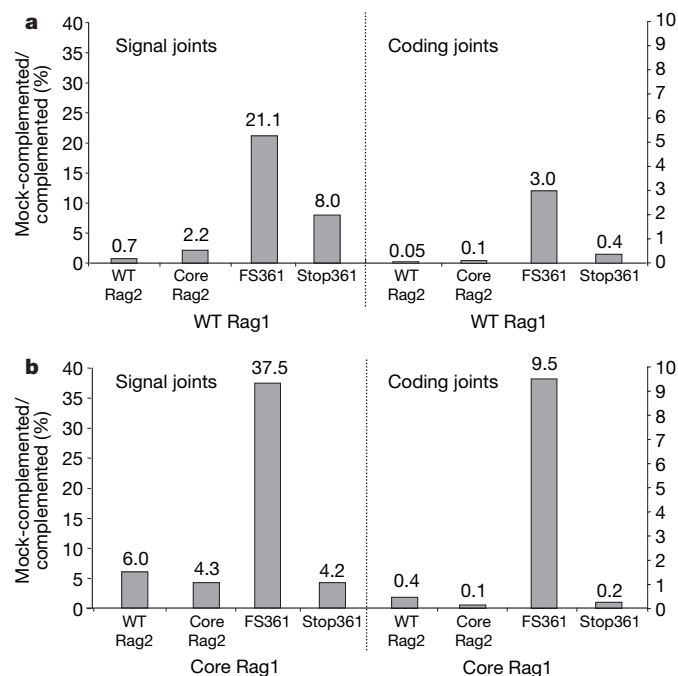 a
Mock-complemented/
complemented (%)
Signal joints
Coding joints
40
35
30
25
20
15
10
5
0
0.7
2.2
21.1
8.0
0.05
0.1
3.0
0.4
10
9
8
7
6
5
4
3
2
1
0
WT Rag2
Core Rag2
FS361
Stop361
WT Rag2
Core Rag2
FS361
Stop361
WT Rag1
WT Rag1
b
Mock-complemented/
complemented (%)
Signal joints
Coding joints
40
35
30
25
20
15
10
5
0
6.0
4.3
37.5
4.2
0.4
0.1
9.5
0.2
10
9
8
7
6
5
4
3
2
1
0
WT Rag2
Core Rag2
FS361
Stop361
WT Rag2
Core Rag2
FS361
Stop361
Core Rag1
Core Rag1